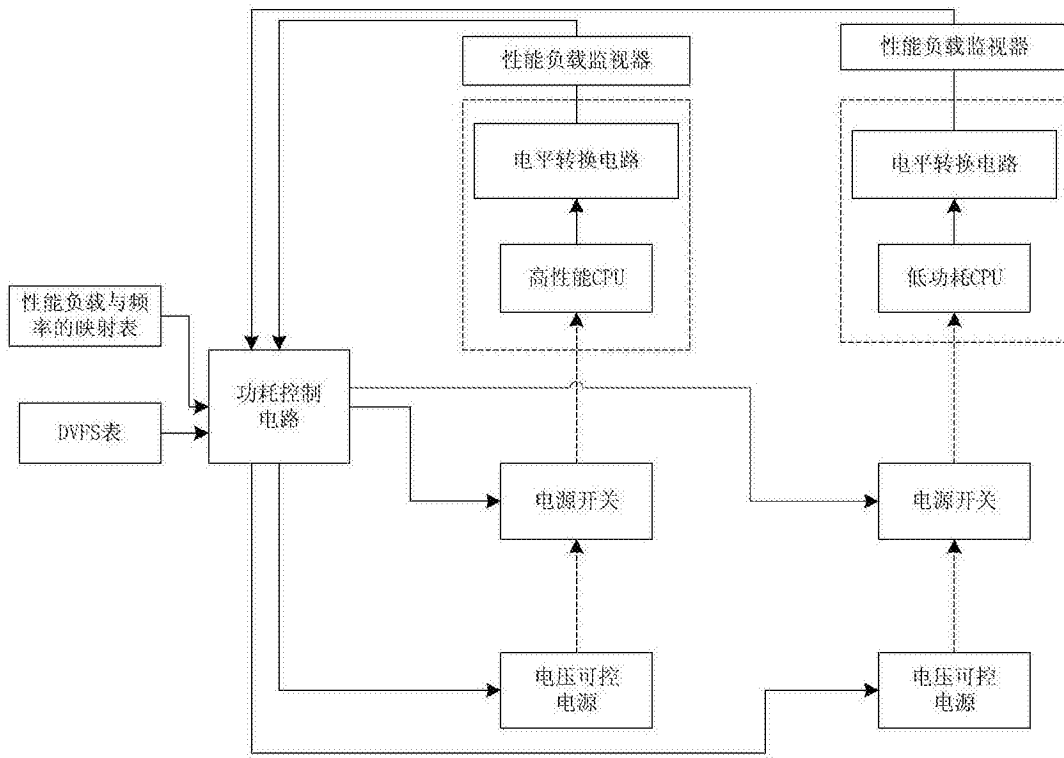 性能负载监视器
性能负载监视器
电平转换电路
电平转换电路
高性能CPU
低功耗CPU
性能负载与频
率的映射表
功耗控制
电路
DVFS表
电源开关
电源开关
电压可控
电源
电压可控
电源